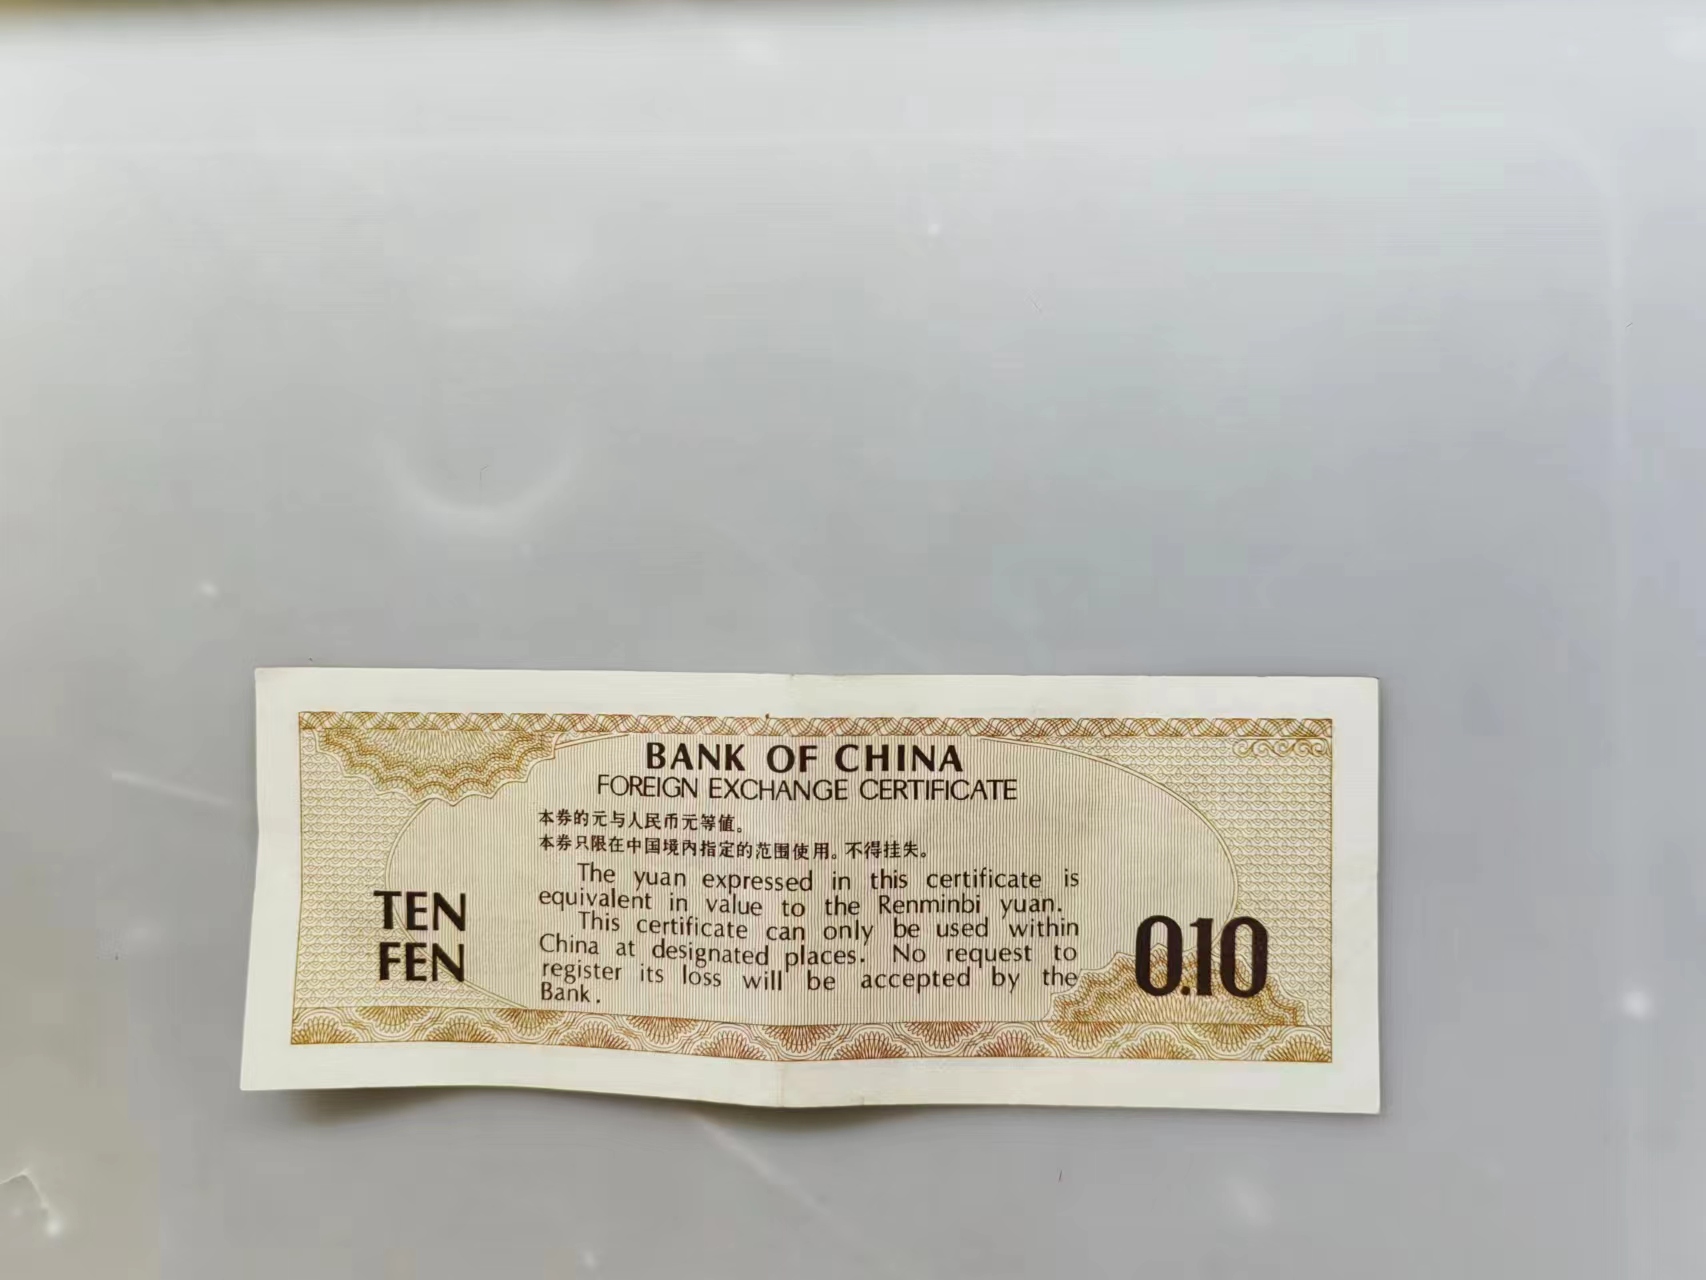 BANK OF CHINA
FOREIGN EXCHANGE CERTIFICATE
本券的元与人民币元等值。
本券只限在中国境内指定的范围使用。不得挂失。
The yuan expressed in this certificate is
equivalent in value to the Renminbi yuan.
This certificate can only be used within
China at designated places. No request to
register its loss will be accepted by the
Bank.
TEN
FEN
0.10